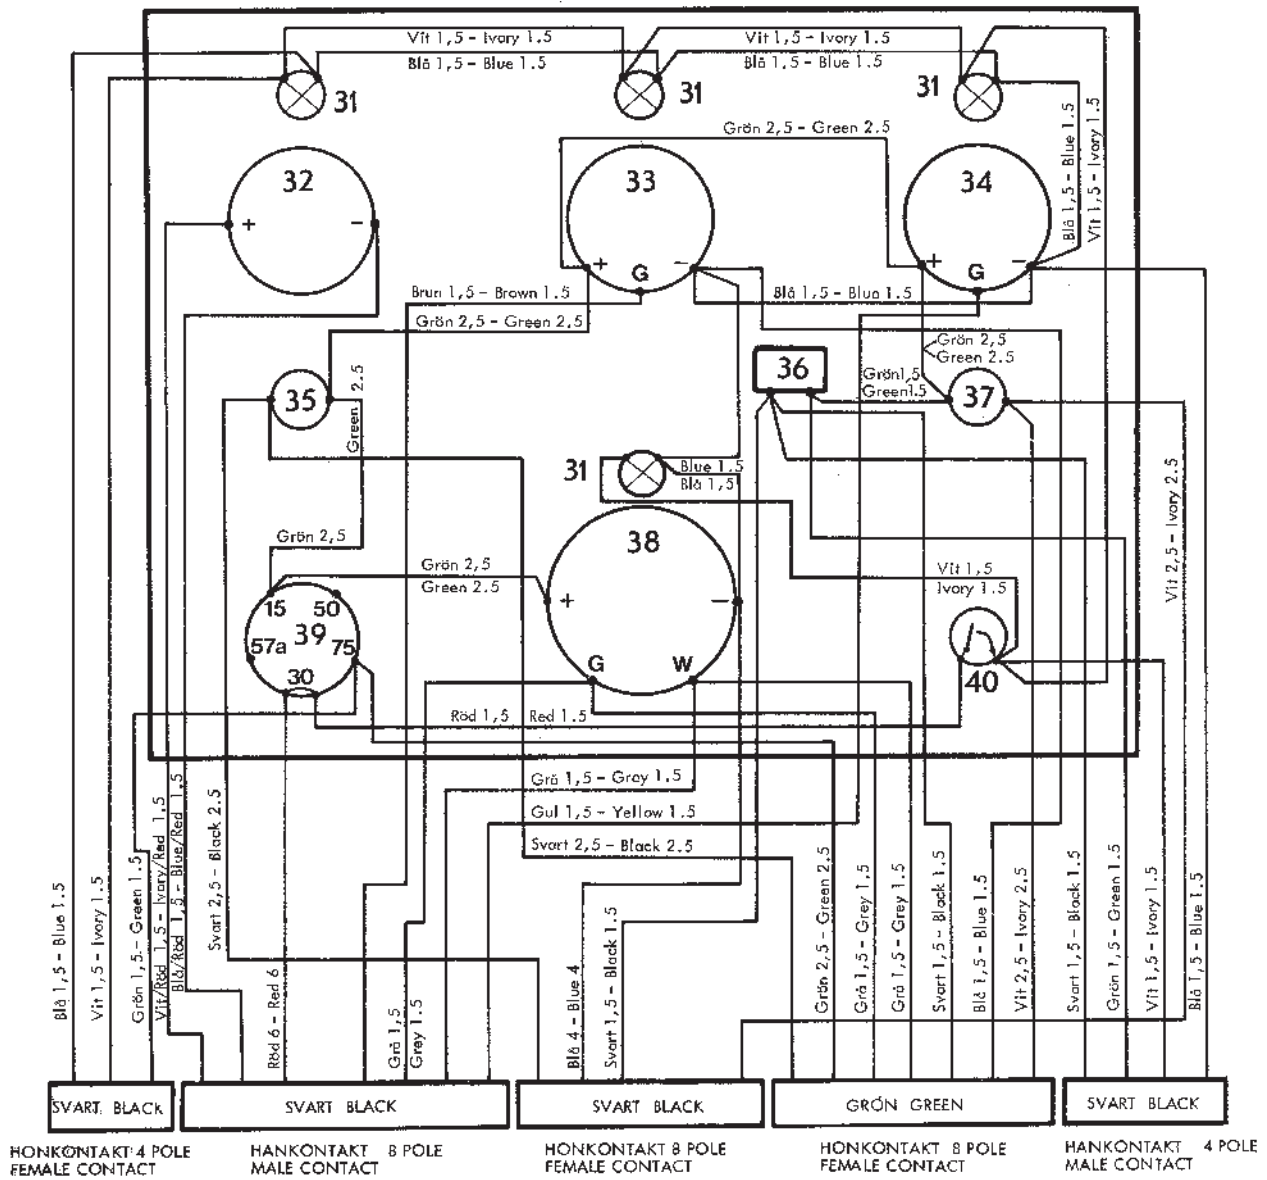 Vit 1,5 - Ivory 1.5
Vit 1,5 - Ivory 1.5
Blå 1,5 - Blue 1.5
Blå 1,5 - Blue 1.5
31
31
31
Grön 2,5 - Green 2.5
Blå 1,5 - Blue 1.5
Vit 1,5 - Ivory 1.5
32
33
34
+
-
+
-
G
+
-
G
Brun 1,5 - Brown 1.5
Blå 1,5 - Blue 1.5
Grön 2,5 - Green 2.5
Grön 2,5
Green 2.5
36
Grön1,5
Green1.5
35
37
Green 2.5
31
Blue 1.5
Blå 1,5
Vit 2,5 - Ivory 2.5
Grön 2,5
38
Grön 2,5
Green 2.5
Vit 1,5
Ivory 1.5
+
-
15
50
39
57a
75
30
G
W
40
Röd 1,5 Red 1.5
Grå 1,5 - Grey 1.5
Gul 1,5 - Yellow 1.5
Svart 2,5 - Black 2.5
Blå 1,5 - Blue 1.5
Vit 1,5 - Ivory 1.5
Grön 1,5 - Green 1.5
Vit/Röd 1,5 - Ivory/Red 1.5
Blå/Röd 1,5 - Blue/Red 1.5
Svart 2,5 - Black 2.5
Röd 6 - Red 6
Grå 1,5
Grey 1.5
Blå 4 - Blue 4
Svart 1,5 - Black 1.5
Grön 2,5 - Green 2.5
Grå 1,5 - Grey 1.5
Grå 1,5 - Grey 1.5
Svart 1,5 - Black 1.5
Blå 1,5 - Blue 1.5
Vit 2,5 - Ivory 2.5
Svart 1,5 - Black 1.5
Grön 1,5 - Green 1.5
Vit 1,5 - Ivory 1.5
Blå 1,5 - Blue 1.5
SVART BLACK
SVART BLACK
SVART BLACK
GRÖN GREEN
SVART BLACK
HONKONTAKT 4 POLE
FEMALE CONTACT
HANKONTAKT 8 POLE
MALE CONTACT
HONKONTAKT 8 POLE
FEMALE CONTACT
HONKONTAKT 8 POLE
FEMALE CONTACT
HANKONTAKT 4 POLE
MALE CONTACT